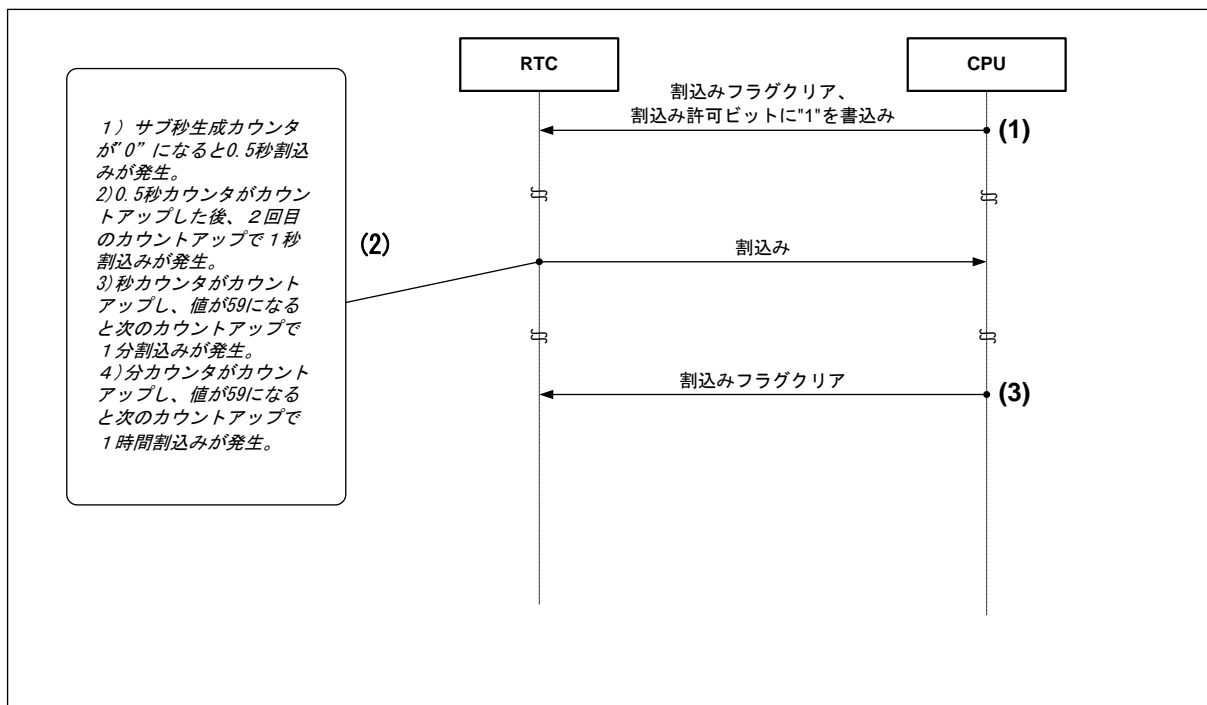 RTC
CPU
割込みフラグクリア、
割込み許可ビットに"1"を書込み
(1)
1) サブ秒生成カウンタ
が"0"になると0.5秒割込
みが発生。
2)0.5秒カウンタがカウン
トアップした後、２回目
のカウントアップで１秒
割込みが発生。
3)秒カウンタがカウント
アップし、値が59になる
と次のカウントアップで
１分割込みが発生。
４)分カウンタがカウント
アップし、値が59になる
と次のカウントアップで
１時間割込みが発生。
(2)
割込み
割込みフラグクリア
(3)